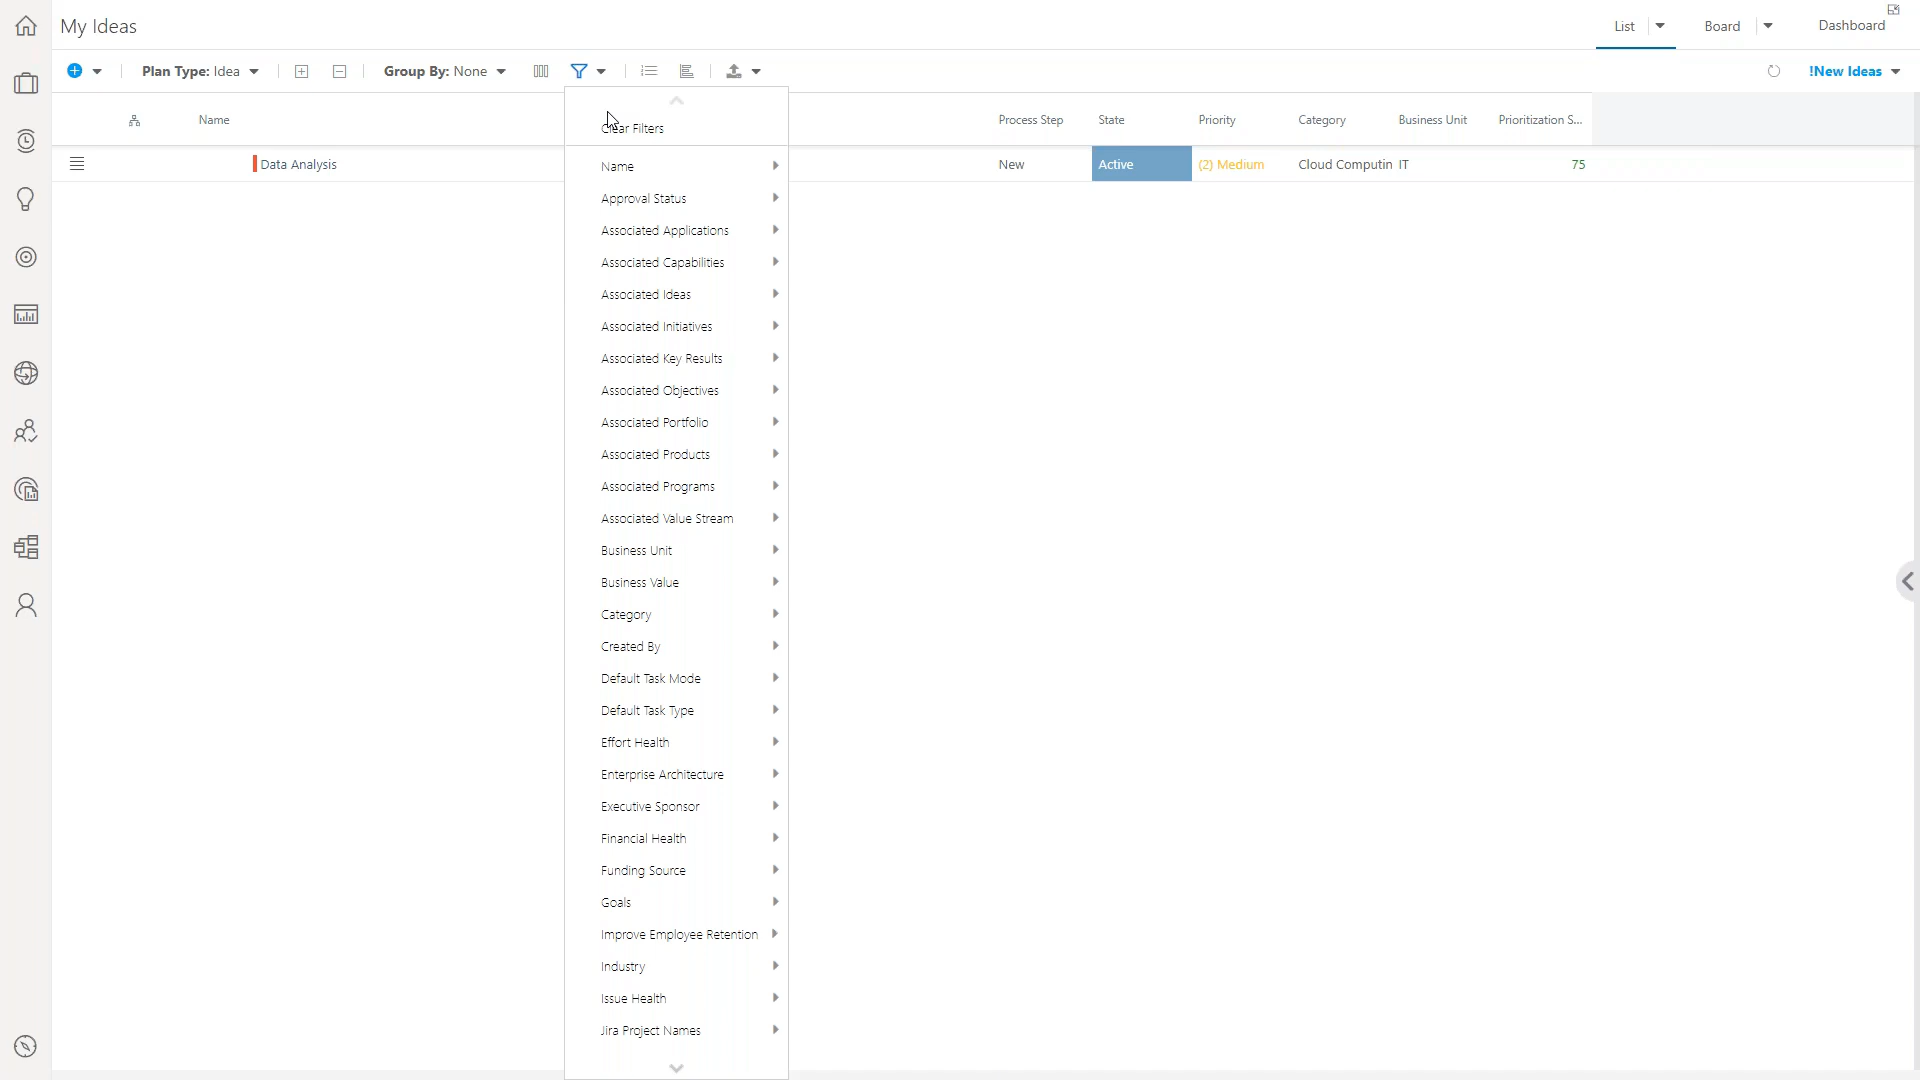 My Ideas
List
Board
Dashboard
Plan Type: Idea
Group By: None
!New Ideas
Name
Process Step
State
Priority
Category
Business Unit
Prioritization S...
Data Analysis
New
Active
(2) Medium
Cloud Computin
IT
75
Clear Filters
Name
Approval Status
Associated Applications
Associated Capabilities
Associated Ideas
Associated Initiatives
Associated Key Results
Associated Objectives
Associated Portfolio
Associated Products
Associated Programs
Associated Value Stream
Business Unit
Business Value
Category
Created By
Default Task Mode
Default Task Type
Effort Health
Enterprise Architecture
Executive Sponsor
Financial Health
Funding Source
Goals
Improve Employee Retention
Industry
Issue Health
Jira Project Names